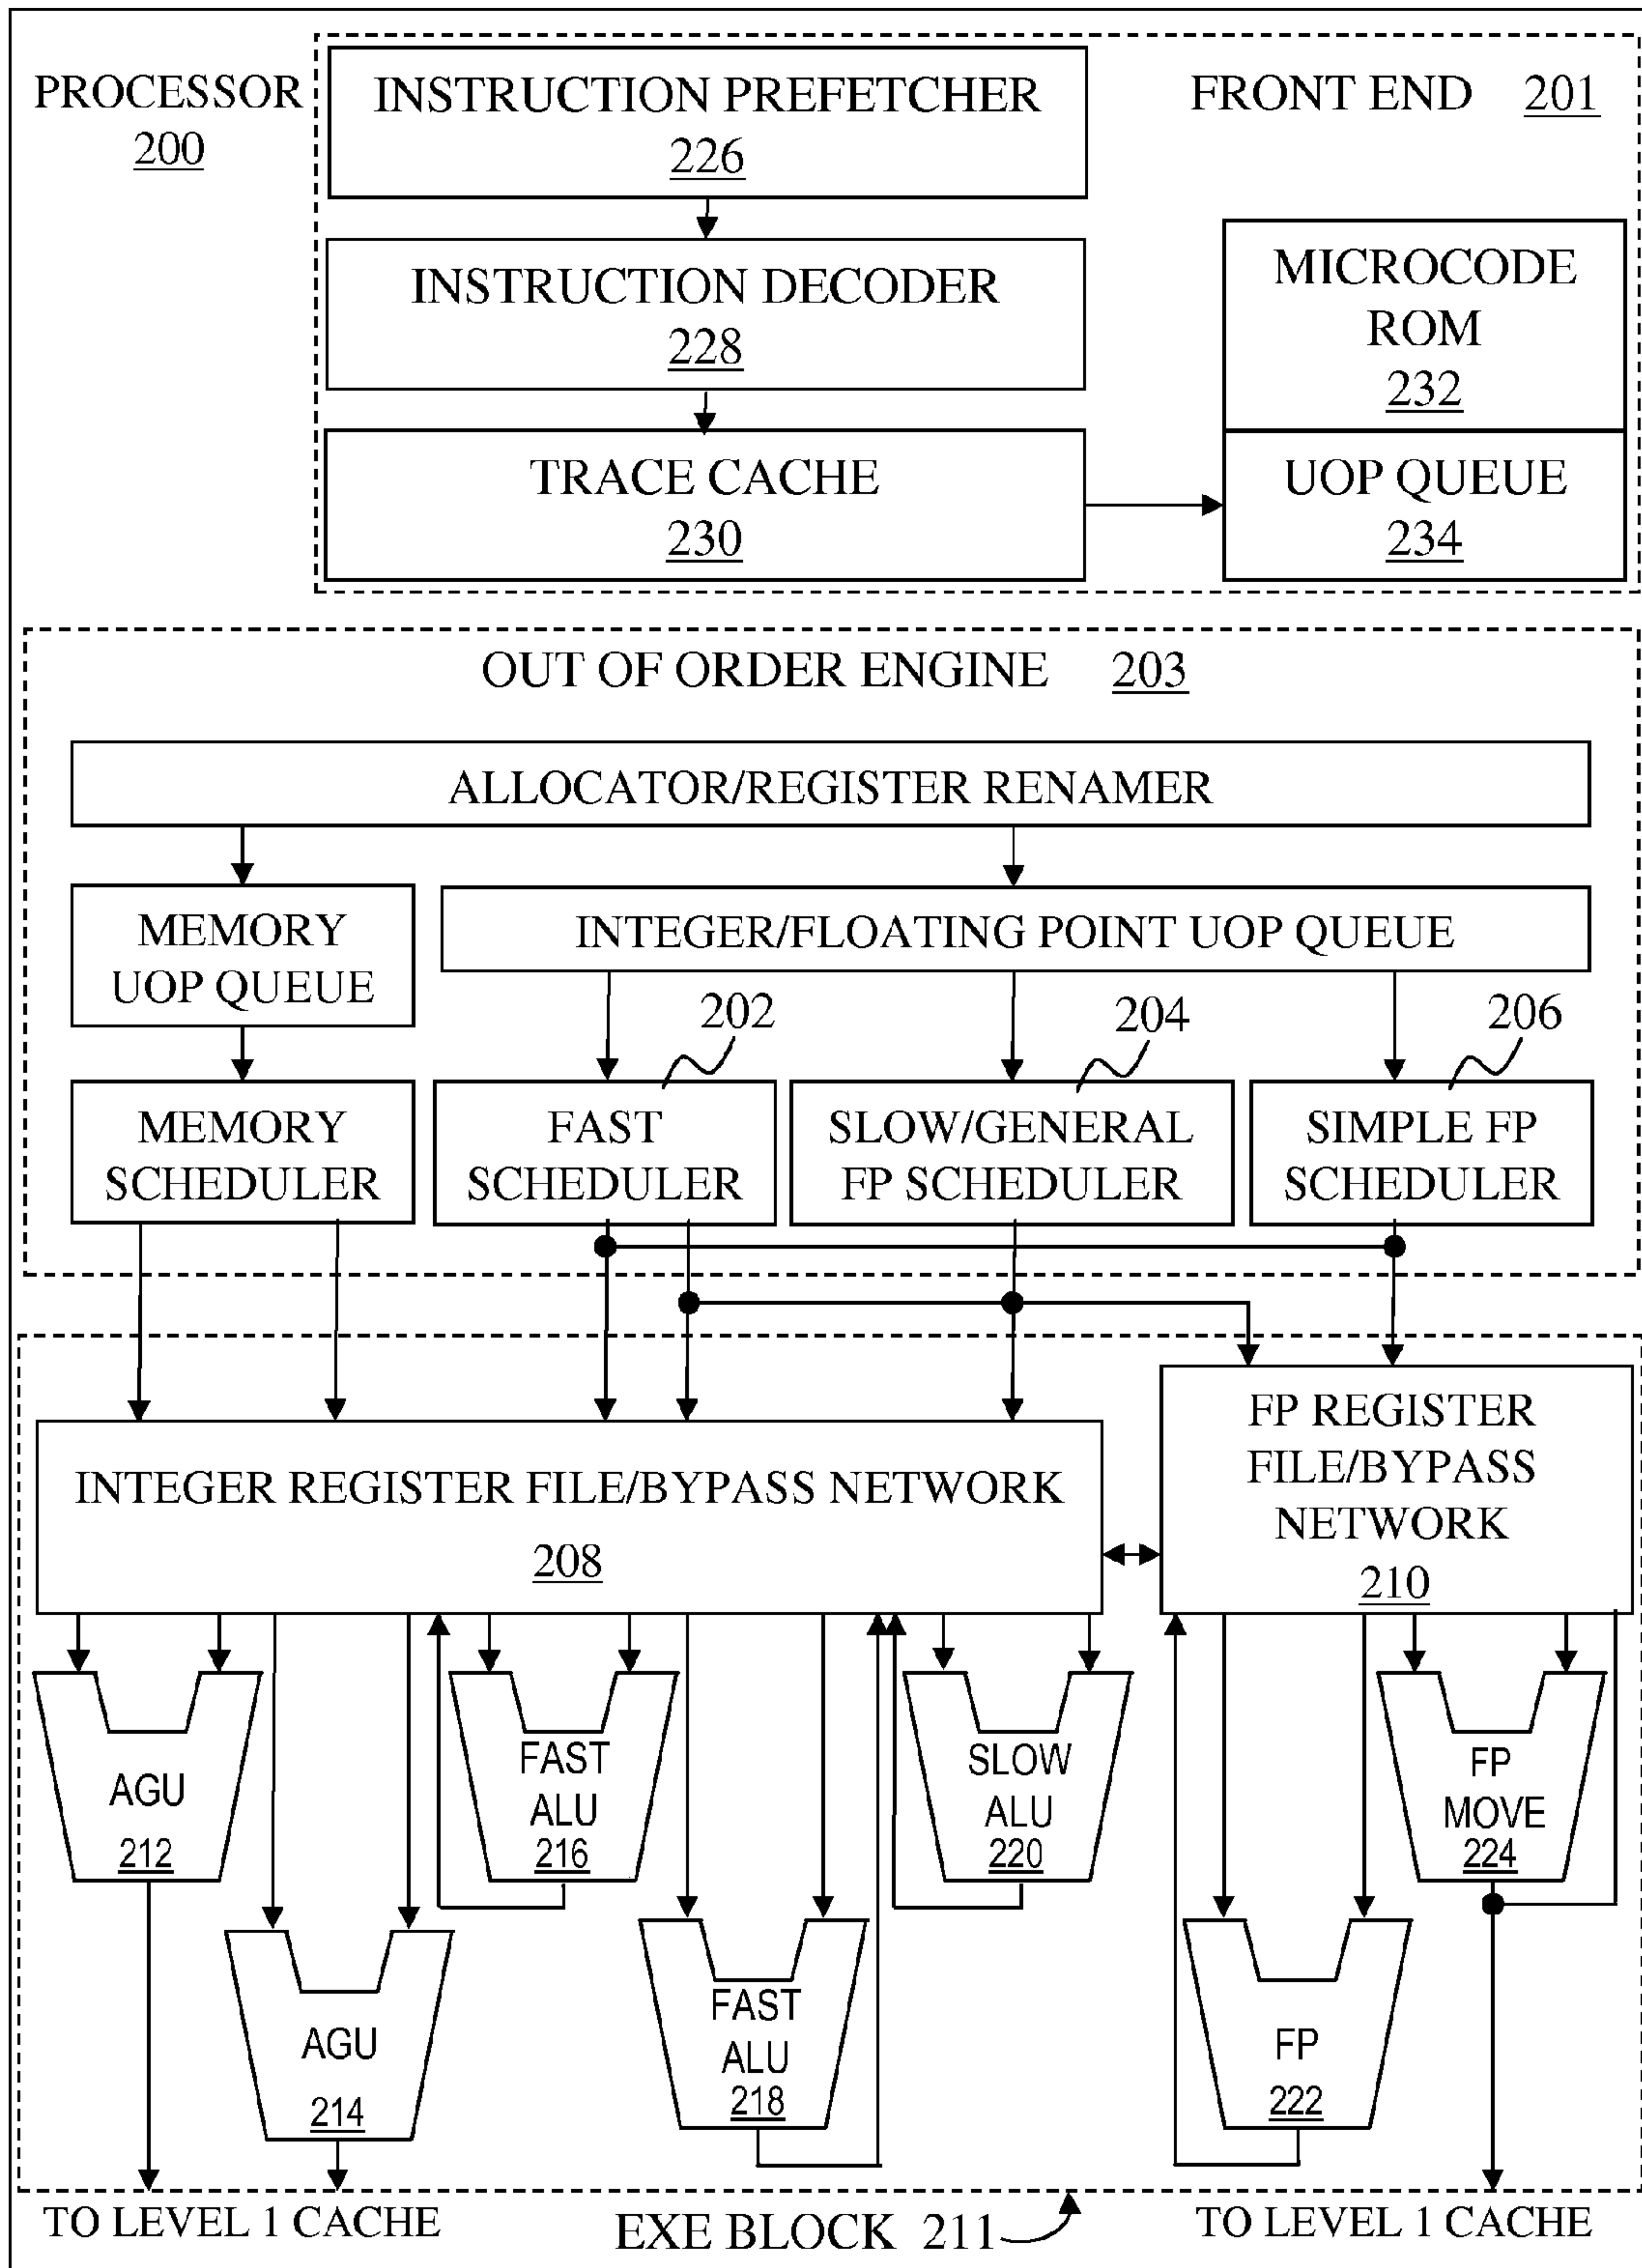 PROCESSOR
200
INSTRUCTION PREFETCHER
226
FRONT END 201
INSTRUCTION DECODER
228
MICROCODE
ROM
232
TRACE CACHE
230
UOP QUEUE
234
OUT OF ORDER ENGINE 203
ALLOCATOR/REGISTER RENAMER
MEMORY
UOP QUEUE
INTEGER/FLOATING POINT UOP QUEUE
202
204
206
MEMORY
SCHEDULER
FAST
SCHEDULER
SLOW/GENERAL
FP SCHEDULER
SIMPLE FP
SCHEDULER
INTEGER REGISTER FILE/BYPASS NETWORK
208
FP REGISTER
FILE/BYPASS
NETWORK
210
AGU
212
FAST
ALU
216
SLOW
ALU
220
FP
MOVE
224
AGU
214
FAST
ALU
218
FP
222
TO LEVEL 1 CACHE
EXE BLOCK 211
TO LEVEL 1 CACHE